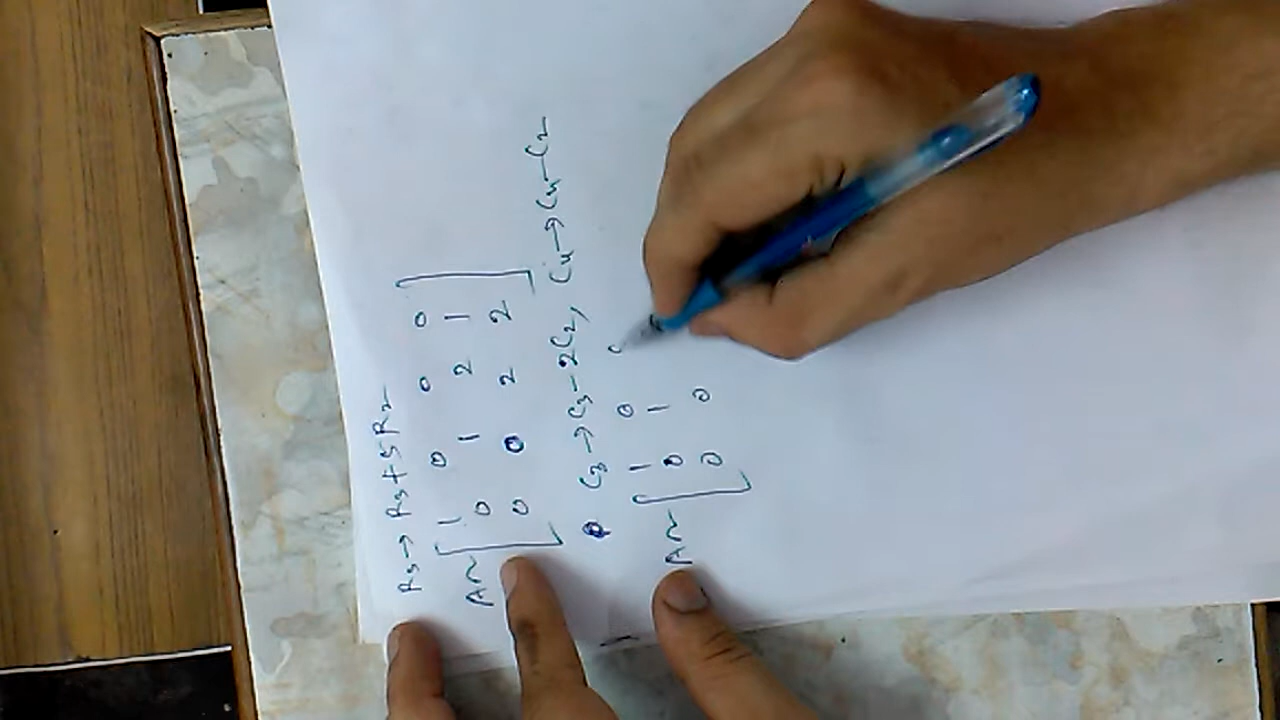 R3 → R3 + 5R2
1 0 0 0
A ~ 0 1 2 1
0 0 2 2
C3 → C3 - 2C2, C4 → C4 - C2
1 0 0
A ~ 0 1
0 0